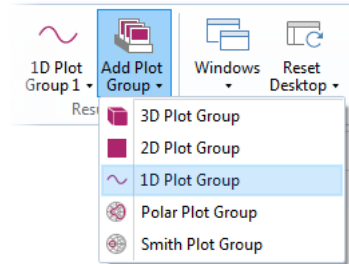 1D Plot Add Plot Windows Reset
Group 1 Group Desktop
Res
3D Plot Group
2D Plot Group
1D Plot Group
Polar Plot Group
Smith Plot Group